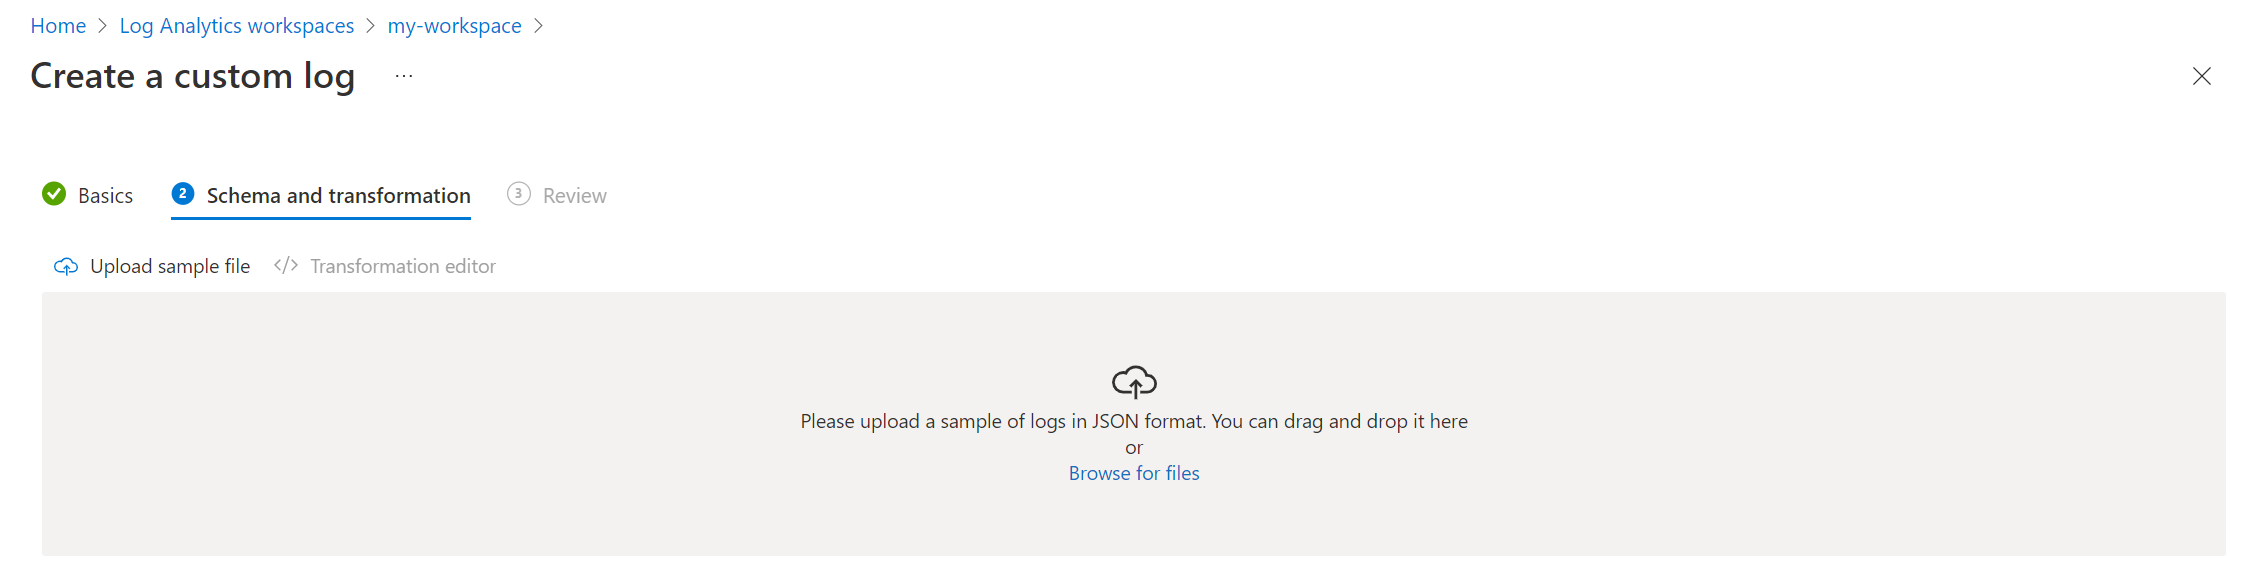 Home > Log Analytics workspaces > my-workspace >
Create a custom log ...
Basics 2 Schema and transformation 3 Review
Upload sample file </> Transformation editor
Please upload a sample of logs in JSON format. You can drag and drop it here
or
Browse for files